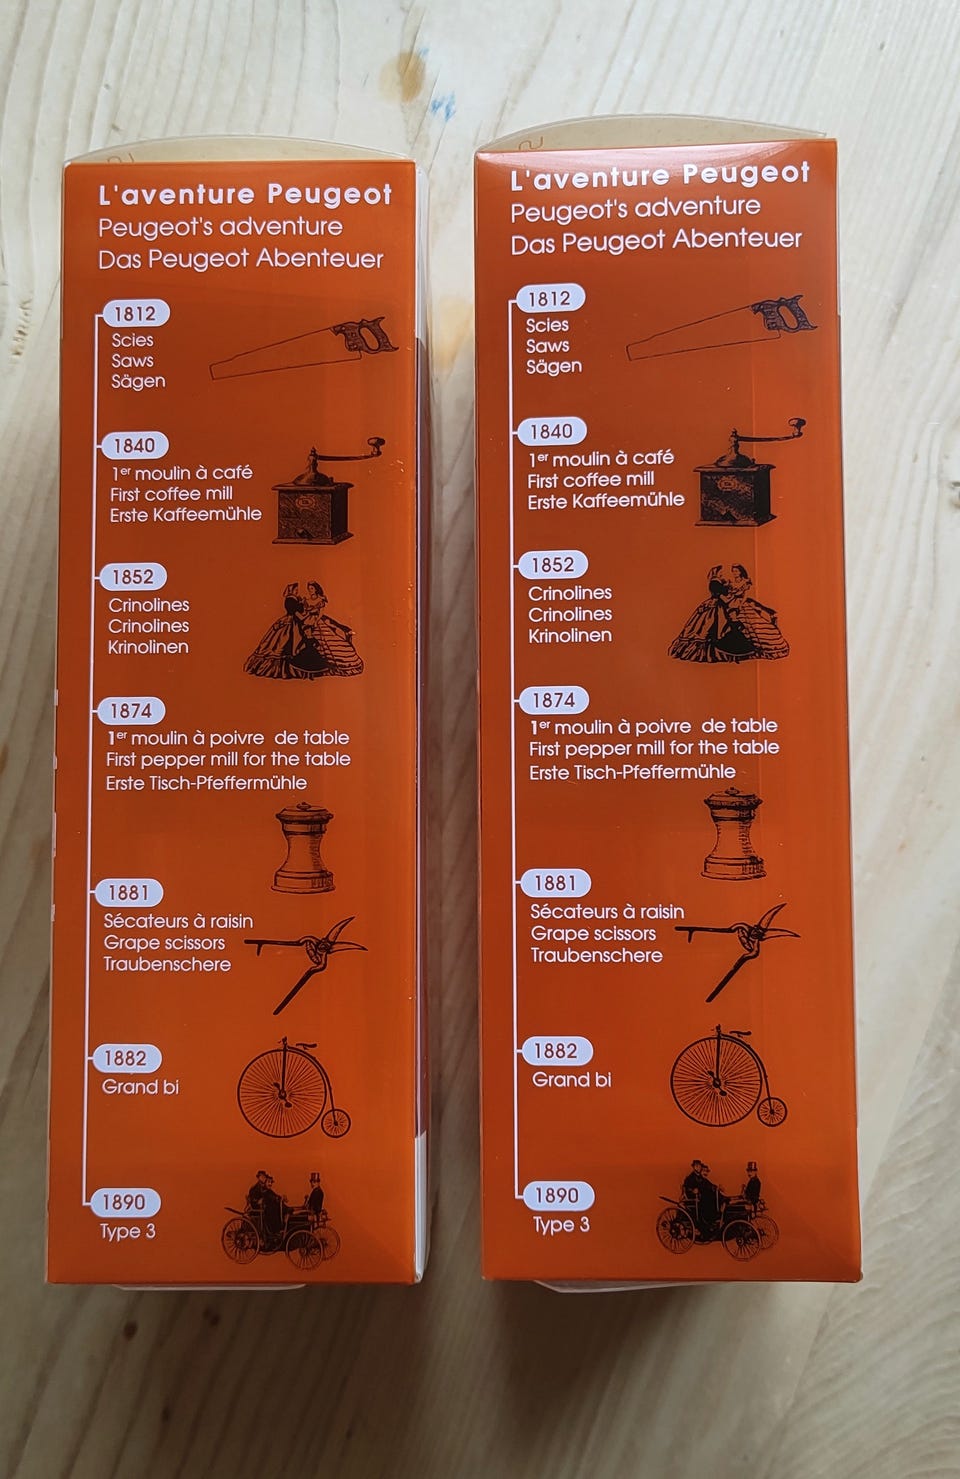 L'aventure Peugeot
Peugeot's adventure
Das Peugeot Abenteuer
1812
Scies
Saws
Sägen
1840
1er moulin à café
First coffee mill
Erste Kaffeemühle
1852
Crinolines
Crinolines
Krinolinen
1874
1er moulin à poivre de table
First pepper mill for the table
Erste Tisch-Pfeffermühle
1881
Sécateurs à raisin
Grape scissors
Traubenschere
1882
Grand bi
1890
Type 3
L'aventure Peugeot
Peugeot's adventure
Das Peugeot Abenteuer
1812
Scies
Saws
Sägen
1840
1er moulin à café
First coffee mill
Erste Kaffeemühle
1852
Crinolines
Crinolines
Krinolinen
1874
1er moulin à poivre de table
First pepper mill for the table
Erste Tisch-Pfeffermühle
1881
Sécateurs à raisin
Grape scissors
Traubenschere
1882
Grand bi
1890
Type 3